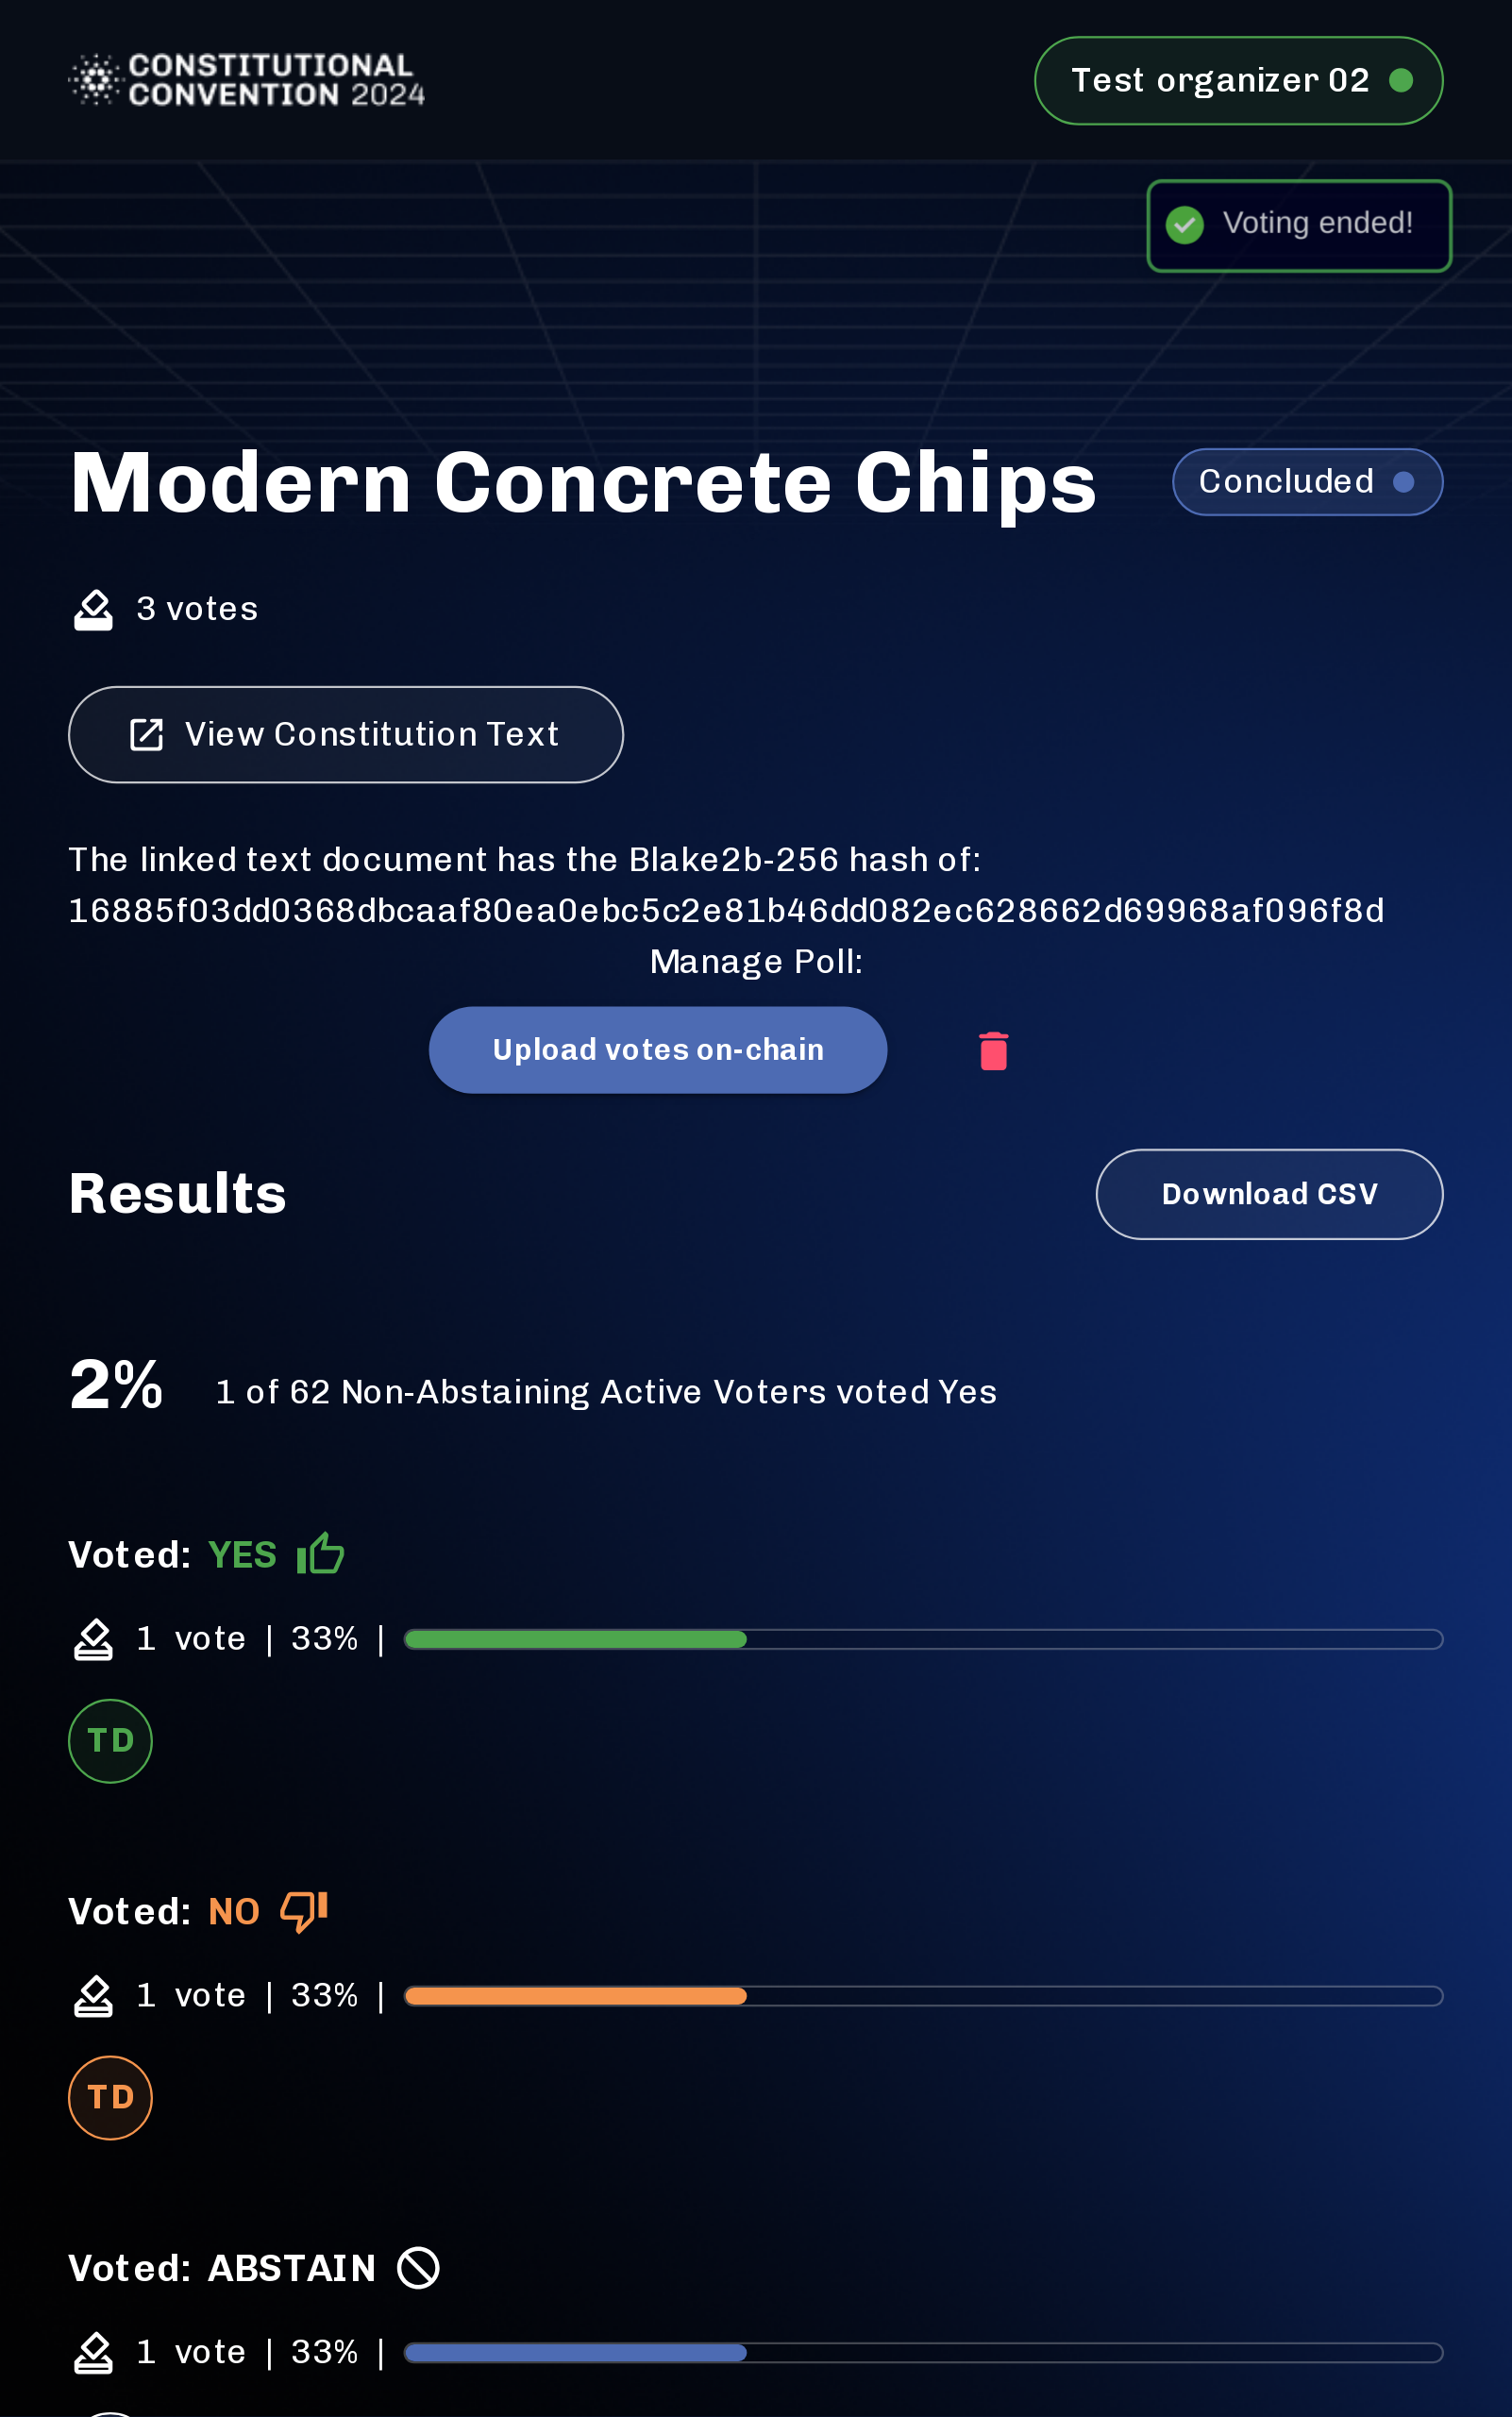 CONSTITUTIONAL
CONVENTION 2024
Test organizer 02
Voting ended!
Modern Concrete Chips
Concluded
3 votes
View Constitution Text
The linked text document has the Blake2b-256 hash of:
16885f03dd0368dbcaaf80ea0ebc5c2e81b46dd082ec628662d69968af096f8d
Manage Poll:
Upload votes on-chain
Results
Download CSV
2%
1 of 62 Non-Abstaining Active Voters voted Yes
Voted: YES
1 vote | 33% |
TD
Voted: NO
1 vote | 33% |
TD
Voted: ABSTAIN
1 vote | 33% |